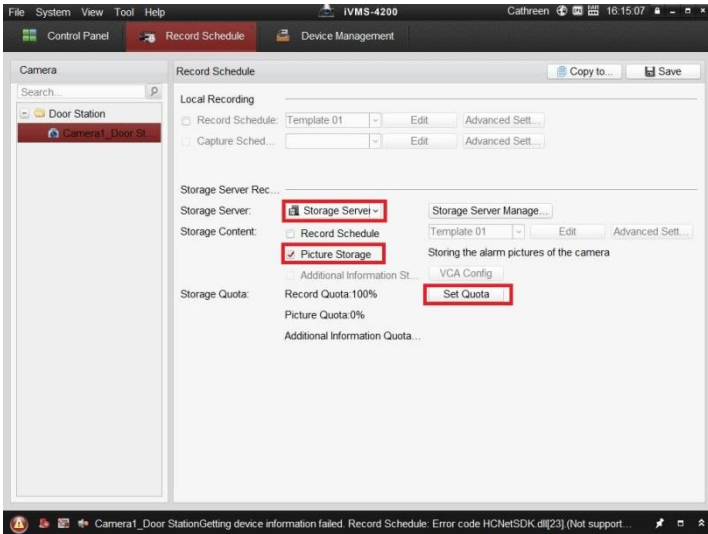 File System View Tool Help iVMS-4200 Cathreen 16:15:07
Control Panel Record Schedule Device Management
Camera
Search...
Door Station
Camera1_Door St...
Record Schedule Copy to... Save
Local Recording
Record Schedule: Template 01 Edit Advanced Sett...
Capture Sched... Edit Advanced Sett...
Storage Server Rec...
Storage Server: Storage Server Storage Server Manage...
Storage Content: Record Schedule Template 01 Edit Advanced Sett...
Picture Storage Storing the alarm pictures of the camera
Additional Information St... VCA Config
Storage Quota: Record Quota:100% Set Quota
Picture Quota:0%
Additional Information Quota...
Camera1_Door StationGetting device information failed. Record Schedule: Error code HCNetSDK.dll[23].(Not support...